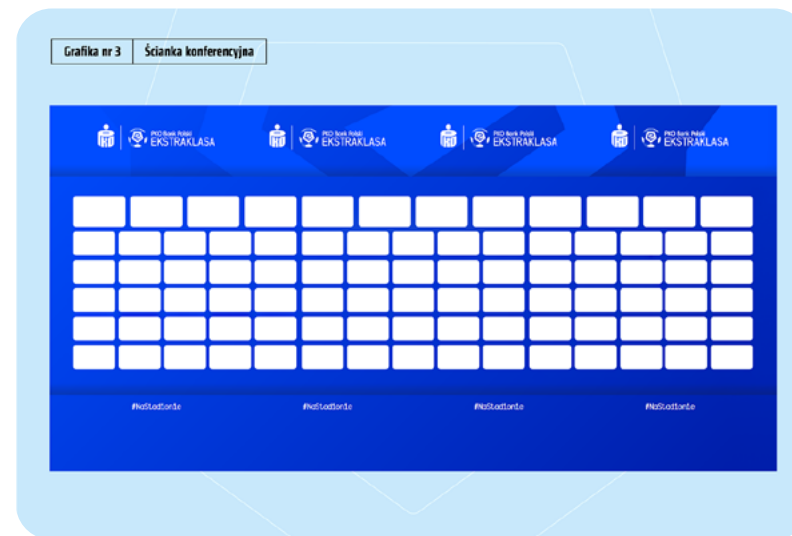 Grafika nr 3 Ścianka konferencyjna
PKO Bank Polski PKO Bank Polski PKO Bank Polski PKO Bank Polski
EKSTRAKLASA EKSTRAKLASA EKSTRAKLASA EKSTRAKLASA
#NaStadionie #NaStadionie #NaStadionie #NaStadionie